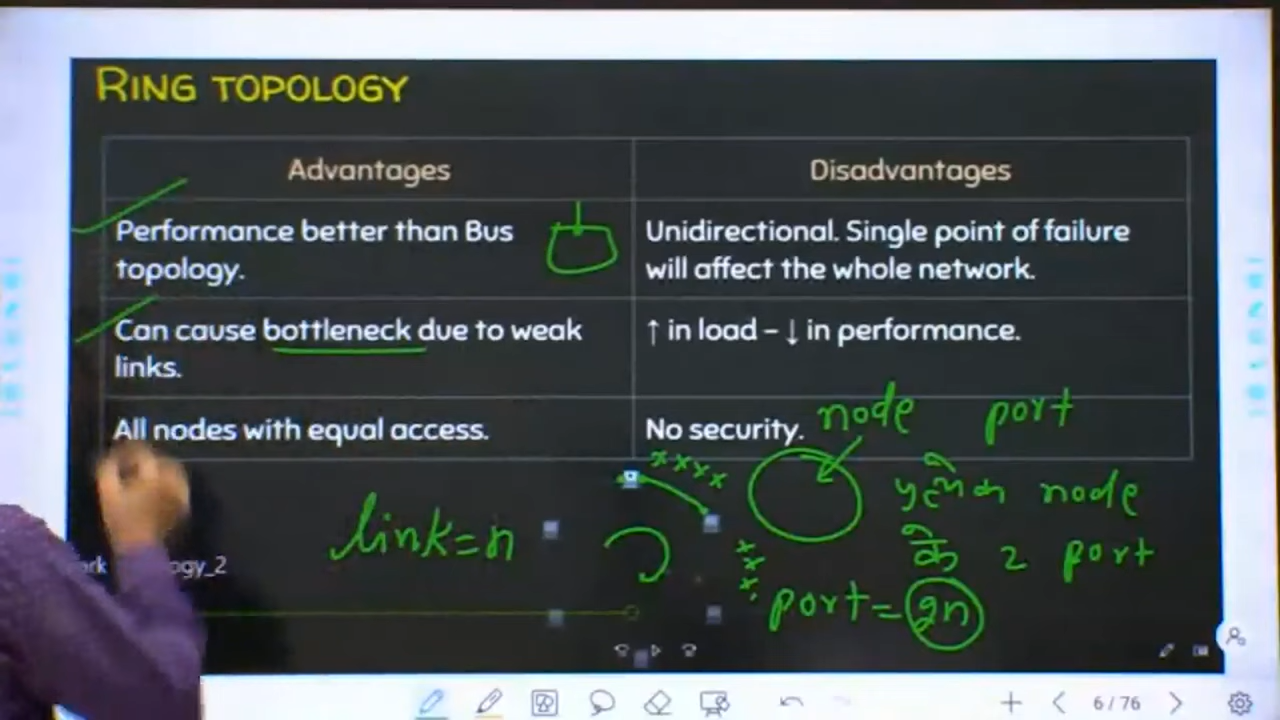 RING TOPOLOGY
Advantages
Disadvantages
Performance better than Bus
topology.
Unidirectional. Single point of failure
will affect the whole network.
Can cause bottleneck due to weak
links.
↑ in load – ↓ in performance.
All nodes with equal access.
No security.
node port
node
के 2 port
link=n
port=2n
ogy_2
6/76